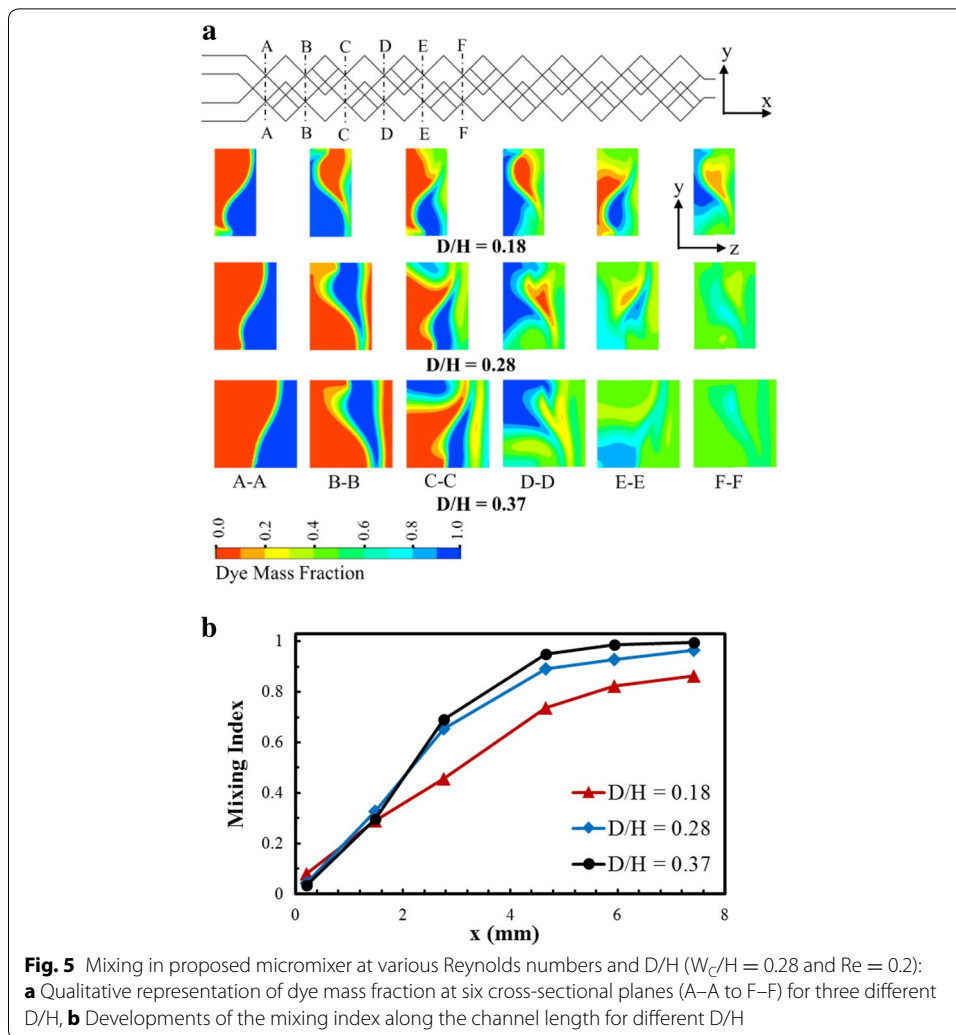 a
A B C D E F
y
x
A A C D E F
y
z
D/H = 0.18
D/H = 0.28
A-A B-B C-C D-D E-E F-F
D/H = 0.37
0.0 0.2 0.4 0.6 0.8 1.0
Dye Mass Fraction
b
1
0.8
0.6
0.4
0.2
0
Mixing Index
D/H = 0.18
D/H = 0.28
D/H = 0.37
0 2 4 6 8
x (mm)
Fig. 5 Mixing in proposed micromixer at various Reynolds numbers and D/H (W_C/H = 0.28 and Re = 0.2):
a Qualitative representation of dye mass fraction at six cross-sectional planes (A–A to F–F) for three different
D/H, b Developments of the mixing index along the channel length for different D/H